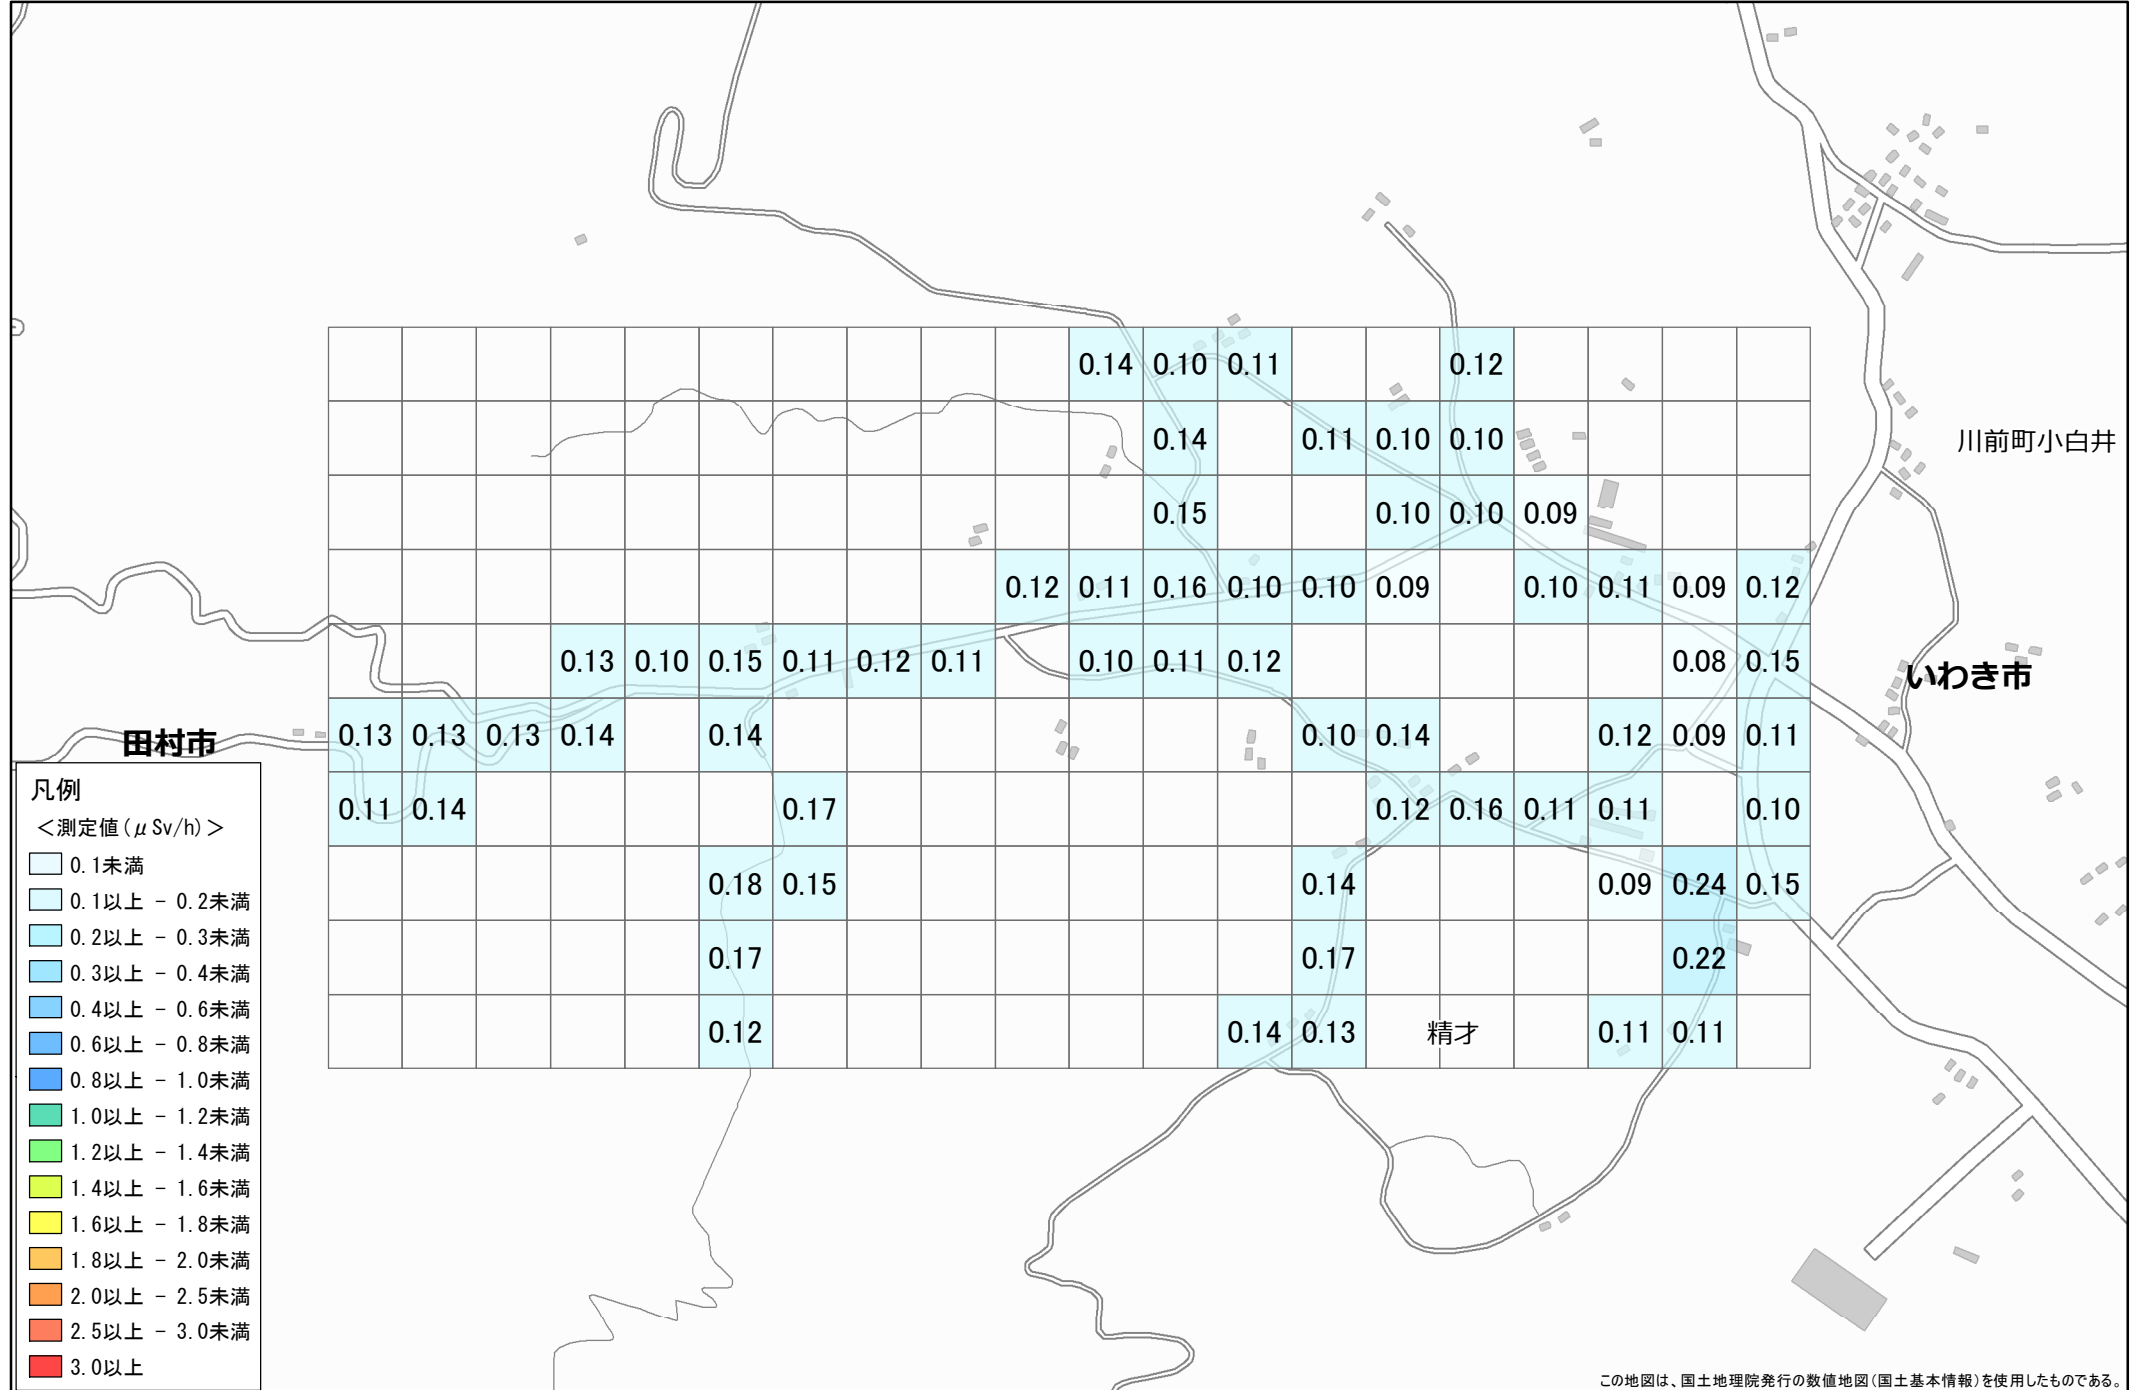 0.14 0.10 0.11 0.12
0.14 0.11 0.10 0.10
川前町小白井
0.15 0.10 0.10 0.09
0.12 0.11 0.16 0.10 0.10 0.09 0.10 0.11 0.09 0.12
0.13 0.10 0.15 0.11 0.12 0.11 0.10 0.11 0.12 0.08 0.15
いわき市
田村市
0.13 0.13 0.13 0.14 0.14 0.10 0.14 0.12 0.09 0.11
0.11 0.14 0.17 0.12 0.16 0.11 0.11 0.10
0.18 0.15 0.14 0.09 0.24 0.15
0.17 0.17 0.22
0.12 0.14 0.13 精才 0.11 0.11
凡例
＜測定値(μSv/h)＞
0.1未満
0.1以上 - 0.2未満
0.2以上 - 0.3未満
0.3以上 - 0.4未満
0.4以上 - 0.6未満
0.6以上 - 0.8未満
0.8以上 - 1.0未満
1.0以上 - 1.2未満
1.2以上 - 1.4未満
1.4以上 - 1.6未満
1.6以上 - 1.8未満
1.8以上 - 2.0未満
2.0以上 - 2.5未満
2.5以上 - 3.0未満
3.0以上
この地図は、国土地理院発行の数値地図(国土基本情報)を使用したものである。